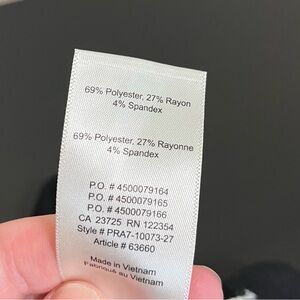 69% Polyester, 27% Rayon
4% Spandex
69% Polyester, 27% Rayonne
4% Spandex
P.O. # 4500079164
P.O. # 4500079165
P.O. # 4500079166
CA 23725 RN 122354
Style # PRA7-10073-27
Article # 63660
Made in Vietnam
Fabriqué au Vietnam